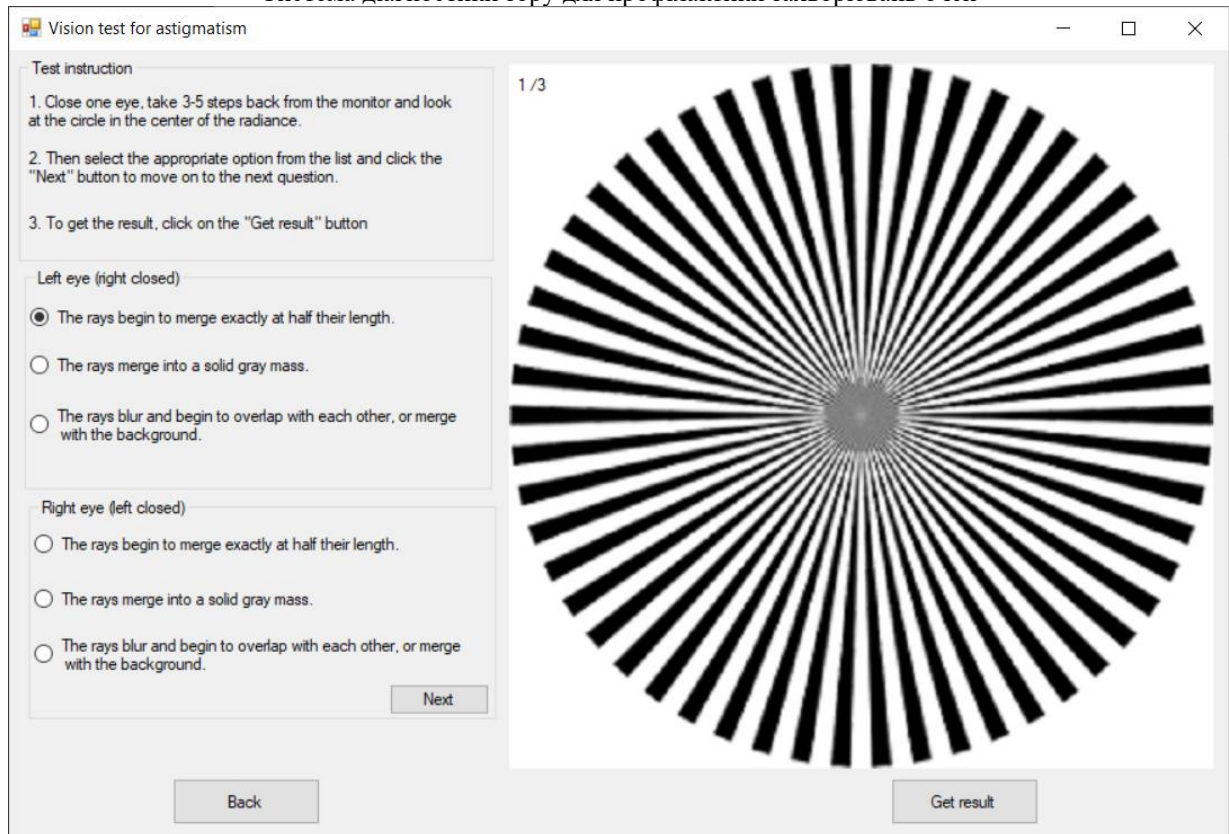 Vision test for astigmatism
Test instruction
1. Close one eye, take 3-5 steps back from the monitor and look
at the circle in the center of the radiance.
2. Then select the appropriate option from the list and click the
"Next" button to move on to the next question.
3. To get the result, click on the "Get result" button
1 /3
Left eye (right closed)
The rays begin to merge exactly at half their length.
The rays merge into a solid gray mass.
The rays blur and begin to overlap with each other, or merge
with the background.
Right eye (left closed)
The rays begin to merge exactly at half their length.
The rays merge into a solid gray mass.
The rays blur and begin to overlap with each other, or merge
with the background.
Next
Back
Get result